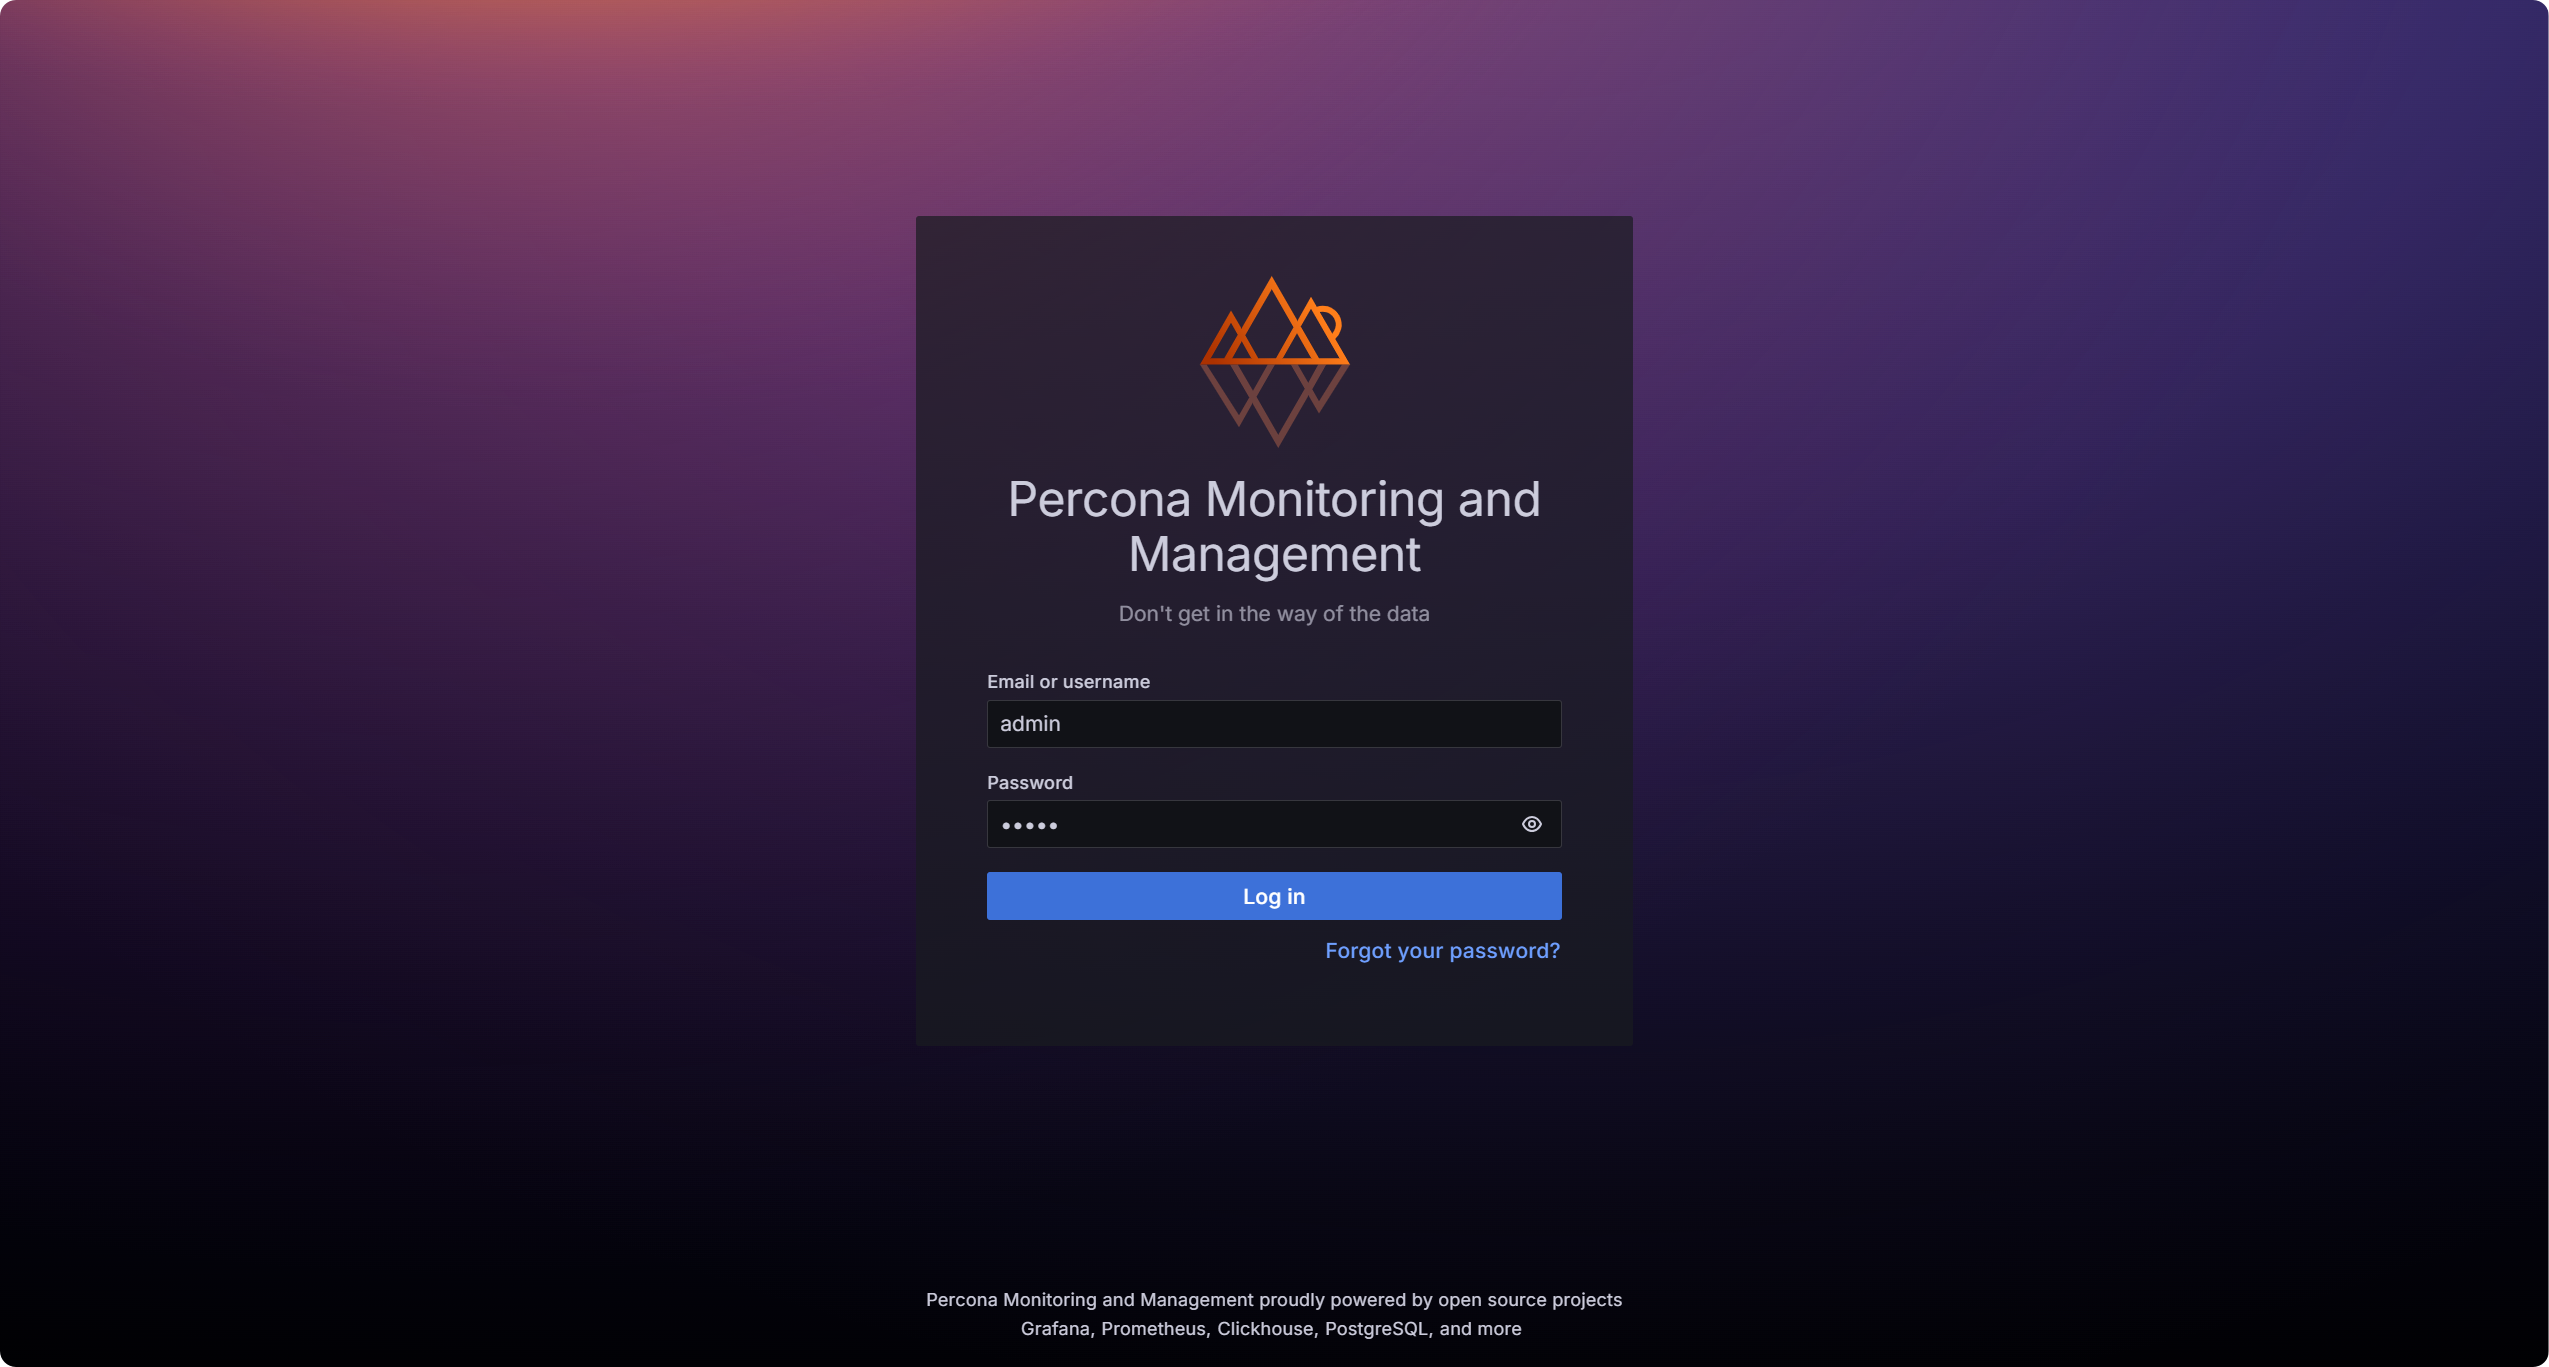 Percona Monitoring and
Management
Don't get in the way of the data
Email or username
admin
Password
•••••
Log in
Forgot your password?
Percona Monitoring and Management proudly powered by open source projects
Grafana, Prometheus, Clickhouse, PostgreSQL, and more